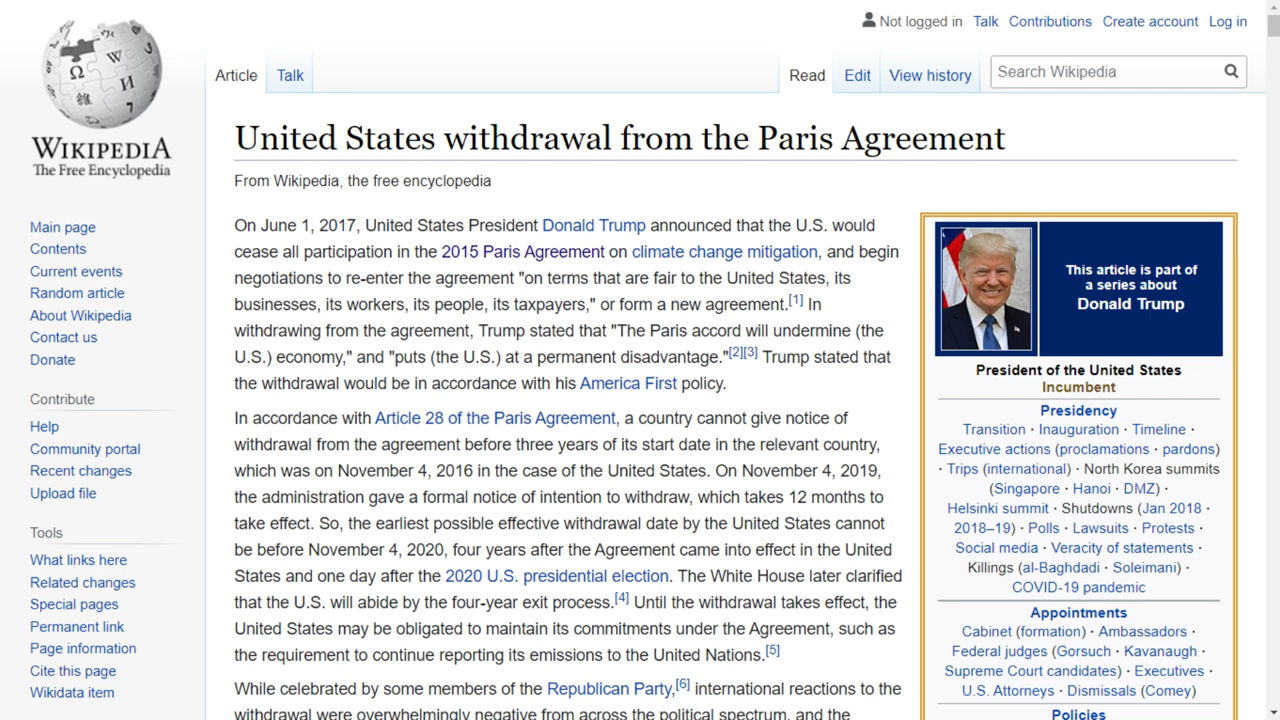 Not logged in Talk Contributions Create account Log in
WIKIPEDIA
The Free Encyclopedia
Article Talk Read Edit View history Search Wikipedia
Main page
Contents
Current events
Random article
About Wikipedia
Contact us
Donate
Contribute
Help
Community portal
Recent changes
Upload file
Tools
What links here
Related changes
Special pages
Permanent link
Page information
Cite this page
Wikidata item
United States withdrawal from the Paris Agreement
From Wikipedia, the free encyclopedia
On June 1, 2017, United States President Donald Trump announced that the U.S. would
cease all participation in the 2015 Paris Agreement on climate change mitigation, and begin
negotiations to re-enter the agreement "on terms that are fair to the United States, its
businesses, its workers, its people, its taxpayers," or form a new agreement.[1] In
withdrawing from the agreement, Trump stated that "The Paris accord will undermine (the
U.S.) economy," and "puts (the U.S.) at a permanent disadvantage."[2][3] Trump stated that
the withdrawal would be in accordance with his America First policy.
In accordance with Article 28 of the Paris Agreement, a country cannot give notice of
withdrawal from the agreement before three years of its start date in the relevant country,
which was on November 4, 2016 in the case of the United States. On November 4, 2019,
the administration gave a formal notice of intention to withdraw, which takes 12 months to
take effect. So, the earliest possible effective withdrawal date by the United States cannot
be before November 4, 2020, four years after the Agreement came into effect in the United
States and one day after the 2020 U.S. presidential election. The White House later clarified
that the U.S. will abide by the four-year exit process.[4] Until the withdrawal takes effect, the
United States may be obligated to maintain its commitments under the Agreement, such as
the requirement to continue reporting its emissions to the United Nations.[5]
While celebrated by some members of the Republican Party,[6] international reactions to the
withdrawal were overwhelmingly negative from across the political spectrum, and the
This article is part of
a series about
Donald Trump
President of the United States
Incumbent
Presidency
Transition · Inauguration · Timeline ·
Executive actions (proclamations · pardons)
· Trips (international) · North Korea summits
(Singapore · Hanoi · DMZ) ·
Helsinki summit · Shutdowns (Jan 2018 ·
2018–19) · Polls · Lawsuits · Protests ·
Social media · Veracity of statements ·
Killings (al-Baghdadi · Soleimani) ·
COVID-19 pandemic
Appointments
Cabinet (formation) · Ambassadors ·
Federal judges (Gorsuch · Kavanaugh ·
Supreme Court candidates) · Executives ·
U.S. Attorneys · Dismissals (Comey)
Policies